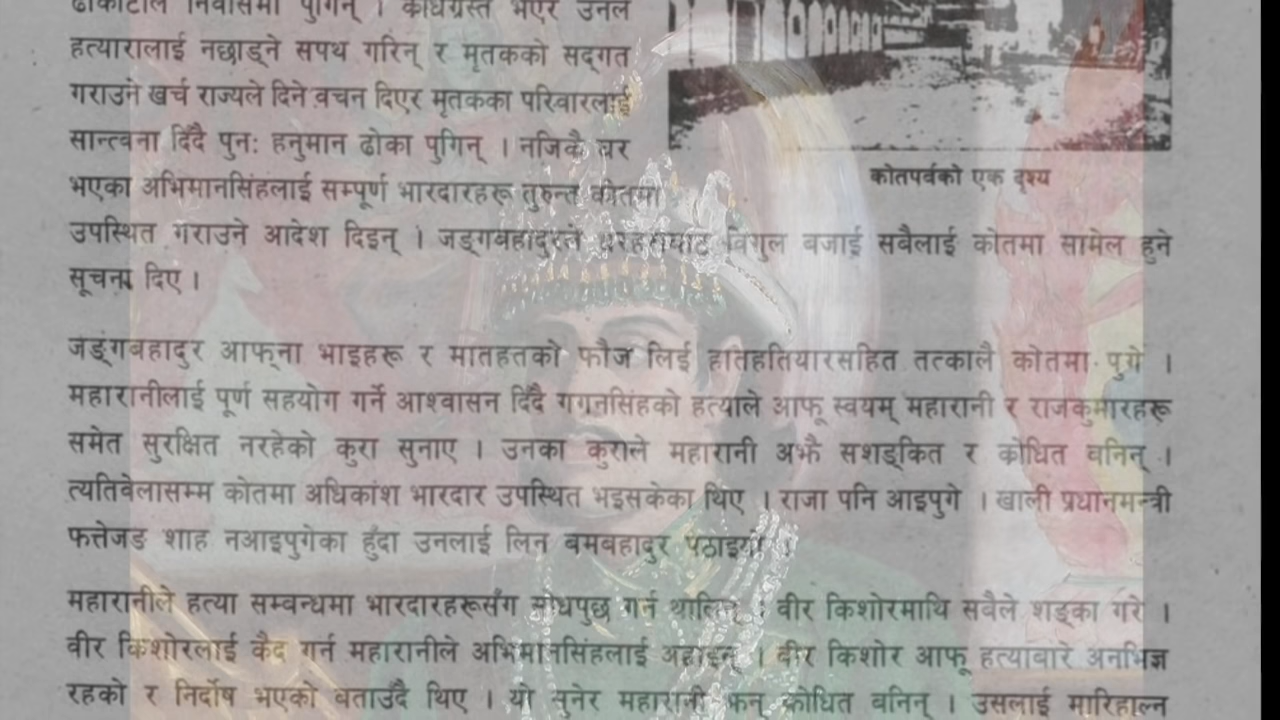 ढोकाटोल निवासमा पुगिन् । क्रोधग्रस्त भएर उनले
हत्यारालाई नछाड्ने सपथ गरिन् र मृतकको सद्गत
गराउने खर्च राज्यले दिने वचन दिएर मृतकका परिवारलाई
सान्त्वना दिंदै पुन: हनुमान ढोका पुगिन् । नजिकै घर
भएका अभिमानसिंहलाई सम्पूर्ण भारदारहरू तुरुन्त कोतमा
कोतपर्वको एक दृश्य
उपस्थित गराउने आदेश दिइन् । जङ्गबहादुरले विगुल बजाई सबैलाई कोतमा सामेल हुने
सूचना दिए ।
जङ्गबहादुर आफ्ना भाइहरू र मातहतको फौज लिई हातहतियारसहित तत्कालै कोतमा पुगे ।
महारानीलाई पूर्ण सहयोग गर्ने आश्वासन दिंदै गगनसिंहको हत्याले आफू स्वयम् महारानी र राजकुमारहरू
समेत सुरक्षित नरहेको कुरा सुनाए । उनका कुराले महारानी अझै सशङ्कित र क्रोधित बनिन् ।
त्यतिवेलासम्म कोतमा अधिकांश भारदार उपस्थित भइसकेका थिए । राजा पनि आइपुगे । खाली प्रधानमन्त्री
फत्तेजङ शाह नआइपुगेका हुँदा उनलाई लिन बमबहादुर पठाइयो ।
महारानीले हत्या सम्बन्धमा भारदारहरूसँग सोधपुछ गर्न थालिन् । वीर किशोरमाथि सबैले शङ्का गरे ।
वीर किशोरलाई कैद गर्न महारानीले अभिमानसिंहलाई अह्राइन् । वीर किशोर आफू हत्याबारे अनभिज्ञ
रहको र निर्दोष भएको बताउँदै थिए । यो सुनेर महारानी झन् क्रोधित बनिन् । उसलाई मारिहाल्न